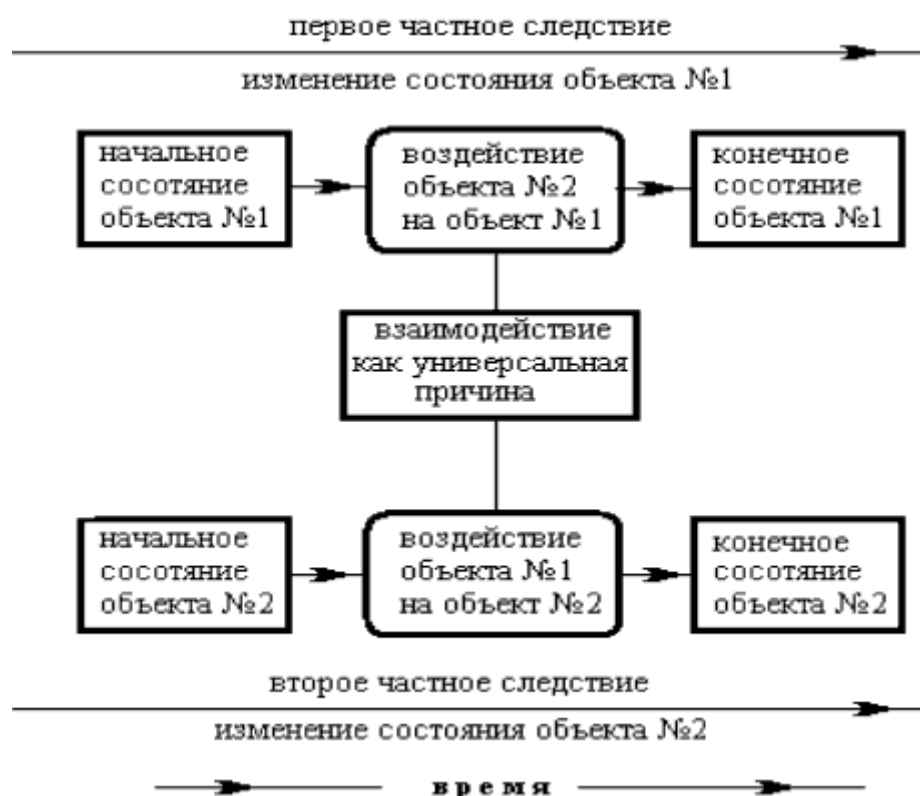 первое частное следствие
изменение состояния объекта №1
начальное
сосотяние
объекта №1
воздействие
объекта №2
на объект №1
конечное
сосотяние
объекта №1
взаимодействие
как универсальная
причина
начальное
сосотяние
объекта №2
воздействие
объекта №1
на объект №2
конечное
сосотяние
объекта №2
второе частное следствие
изменение состояния объекта №2
время